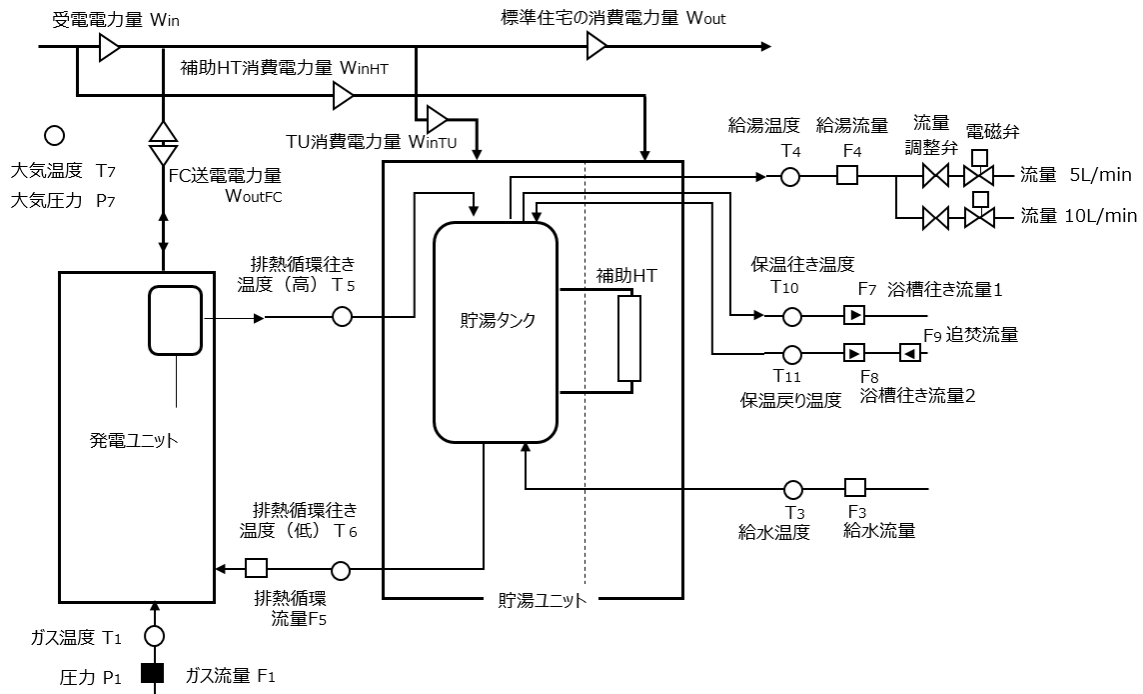 受電電力量 Win
標準住宅の消費電力量 Wout
補助HT消費電力量 WinHT
TU消費電力量 WinTU
大気温度 T7
大気圧力 P7
FC送電電力量
WoutFC
給湯温度
T4
給湯流量
F4
流量
調整弁
電磁弁
流量 5L/min
流量 10L/min
排熱循環往き
温度（高）T5
貯湯タンク
補助HT
保温往き温度
T10
F7 浴槽往き流量1
F9 追焚流量
T11
保温戻り温度
F8
浴槽往き流量2
発電ユニット
排熱循環往き
温度（低）T6
排熱循環
流量F5
T3
給水温度
F3
給水流量
貯湯ユニット
ガス温度 T1
圧力 P1
ガス流量 F1